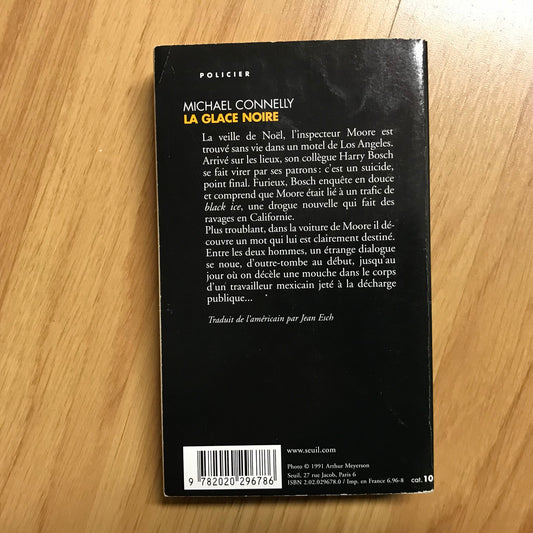 POLICIER
MICHAEL CONNELLY
LA GLACE NOIRE
La veille de Noël, l'inspecteur Moore est
trouvé sans vie dans un motel de Los Angeles.
Arrivé sur les lieux, son collègue Harry Bosch
se fait virer par ses patrons : c'est un suicide,
point final. Furieux, Bosch enquête en douce
et comprend que Moore était lié à un trafic de
black ice, une drogue nouvelle qui fait des
ravages en Californie.
Plus troublant, dans la voiture de Moore il dé-
couvre un mot qui lui est clairement destiné.
Entre les deux hommes, un étrange dialogue
se noue, d'outre-tombe au début, jusqu'au
jour où on décèle une mouche dans le corps
d'un travailleur mexicain jeté à la décharge
publique...
Traduit de l'américain par Jean Esch
www.seuil.com
Photo © 1991 Arthur Meyerson
Seuil, 27 rue Jacob, Paris 6
ISBN 2.02.029678.0 / Imp. en France 6.96-8
cat. 10
9 782020 296786